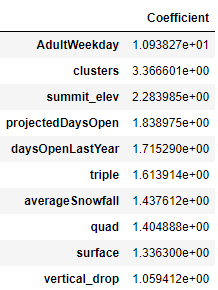 Coefficient
AdultWeekday 1.093827e+01
clusters 3.366601e+00
summit_elev 2.283985e+00
projectedDaysOpen 1.838975e+00
daysOpenLastYear 1.715290e+00
triple 1.613914e+00
averageSnowfall 1.437612e+00
quad 1.404888e+00
surface 1.336300e+00
vertical_drop 1.059412e+00